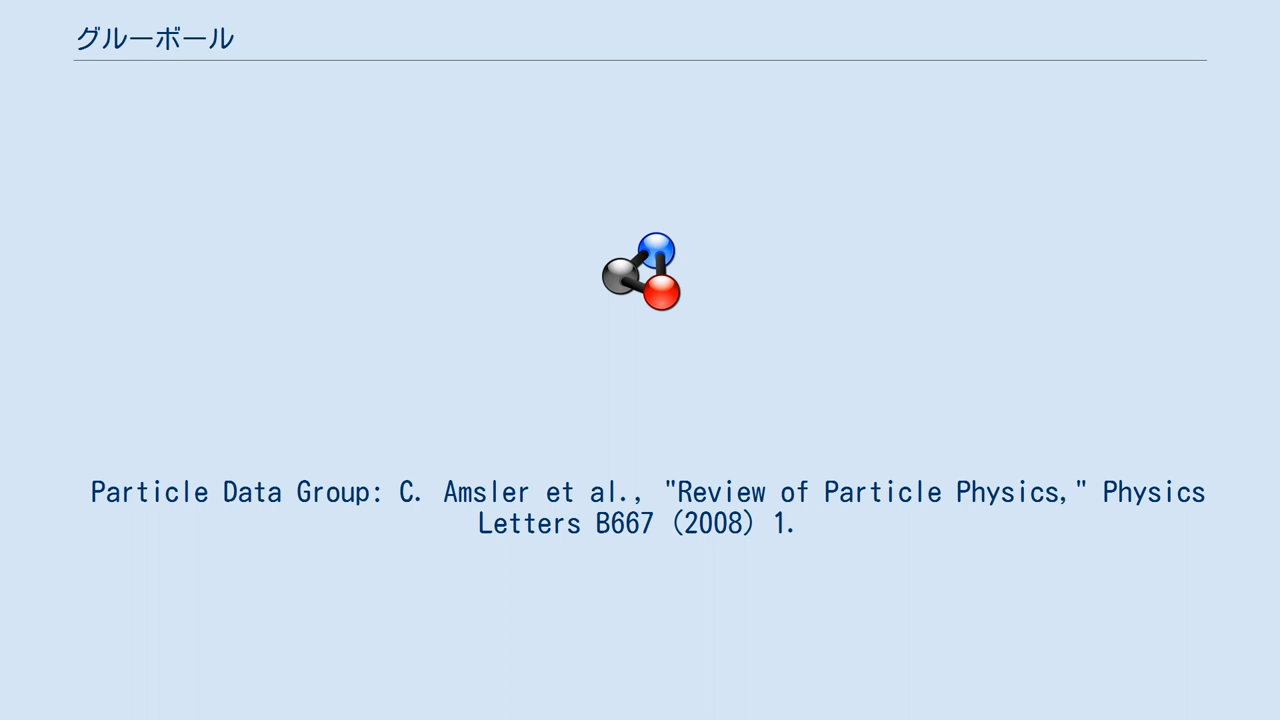 グルーボール
Particle Data Group: C. Amsler et al., "Review of Particle Physics," Physics
Letters B667 (2008) 1.